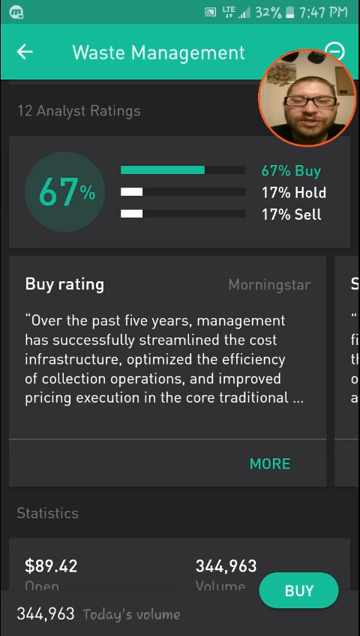 LTE 32% 7:47 PM
Waste Management
12 Analyst Ratings
67%
67% Buy
17% Hold
17% Sell
Buy rating
Morningstar
“Over the past five years, management
has successfully streamlined the cost
infrastructure, optimized the efficiency
of collection operations, and improved
pricing execution in the core traditional ...
MORE
Statistics
$89.42
344,963
Open
Volume
BUY
344,963 Today's volume